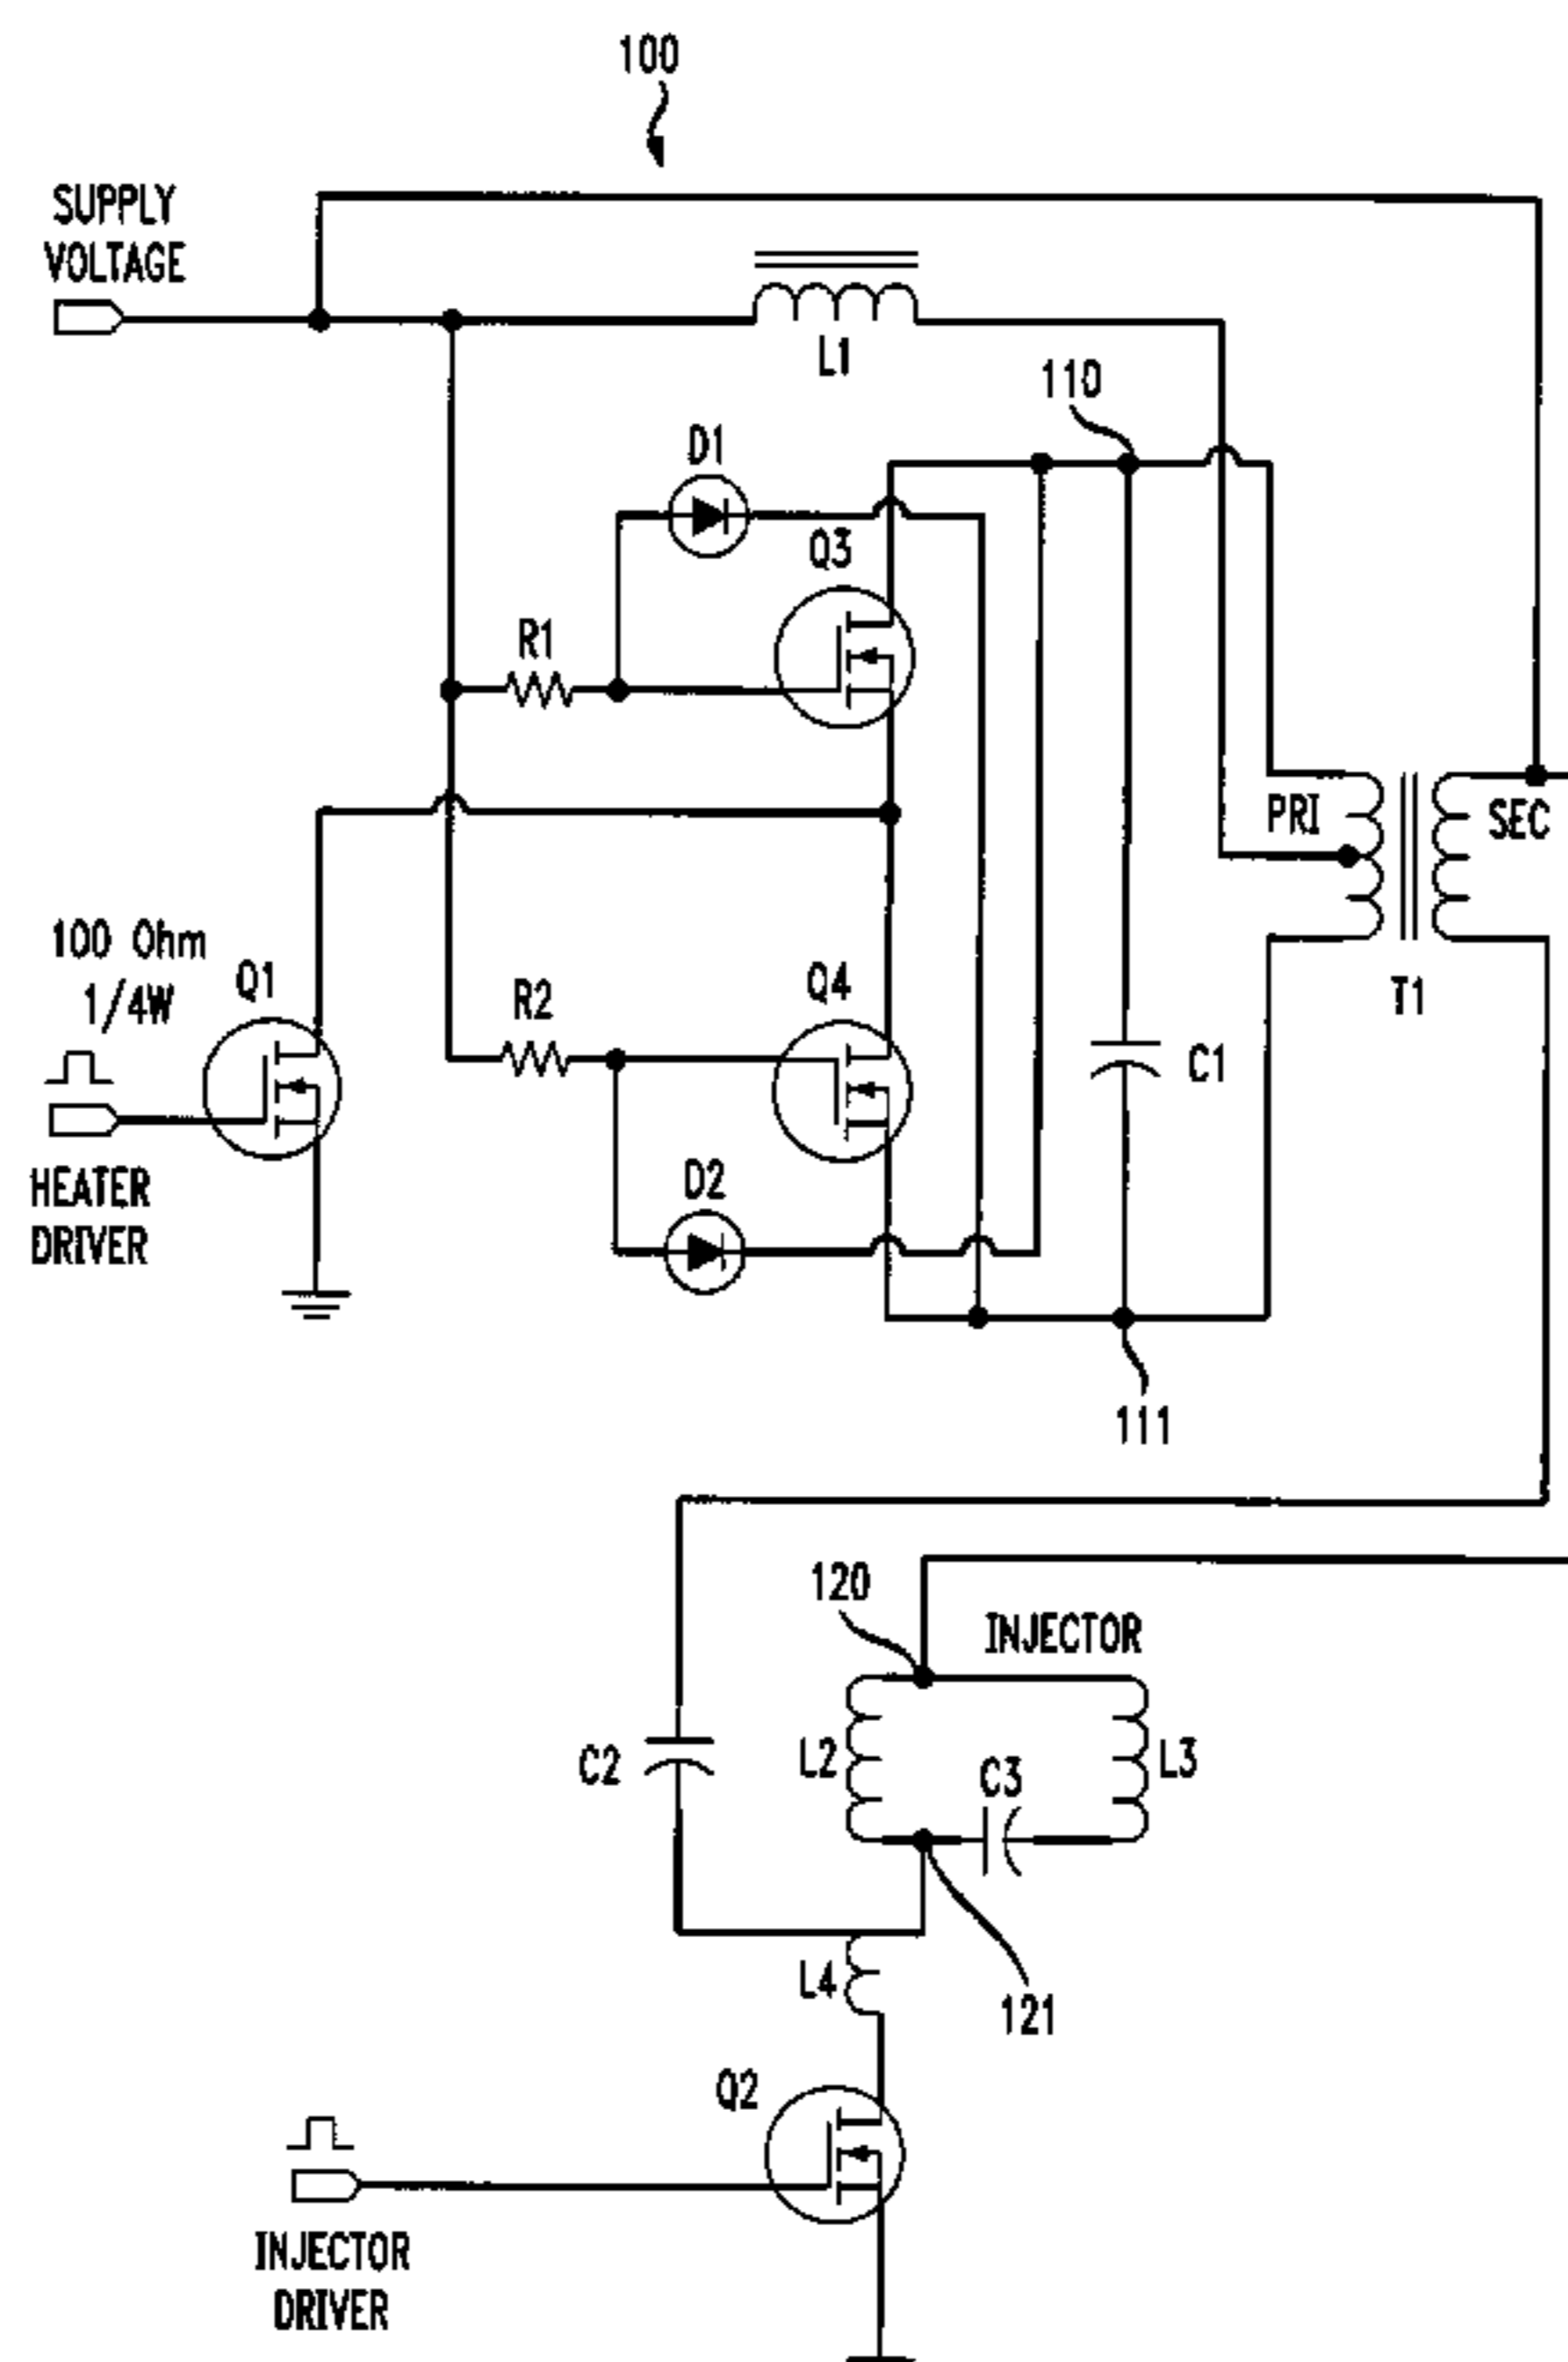 100
SUPPLY
VOLTAGE
L1
110
D1
Q3
R1
PRI
SEC
100 Ohm
1/4W
Q1
R2
Q4
T1
C1
HEATER
DRIVER
D2
111
120
INJECTOR
C2
L2
C3
L3
L4
121
Q2
INJECTOR
DRIVER